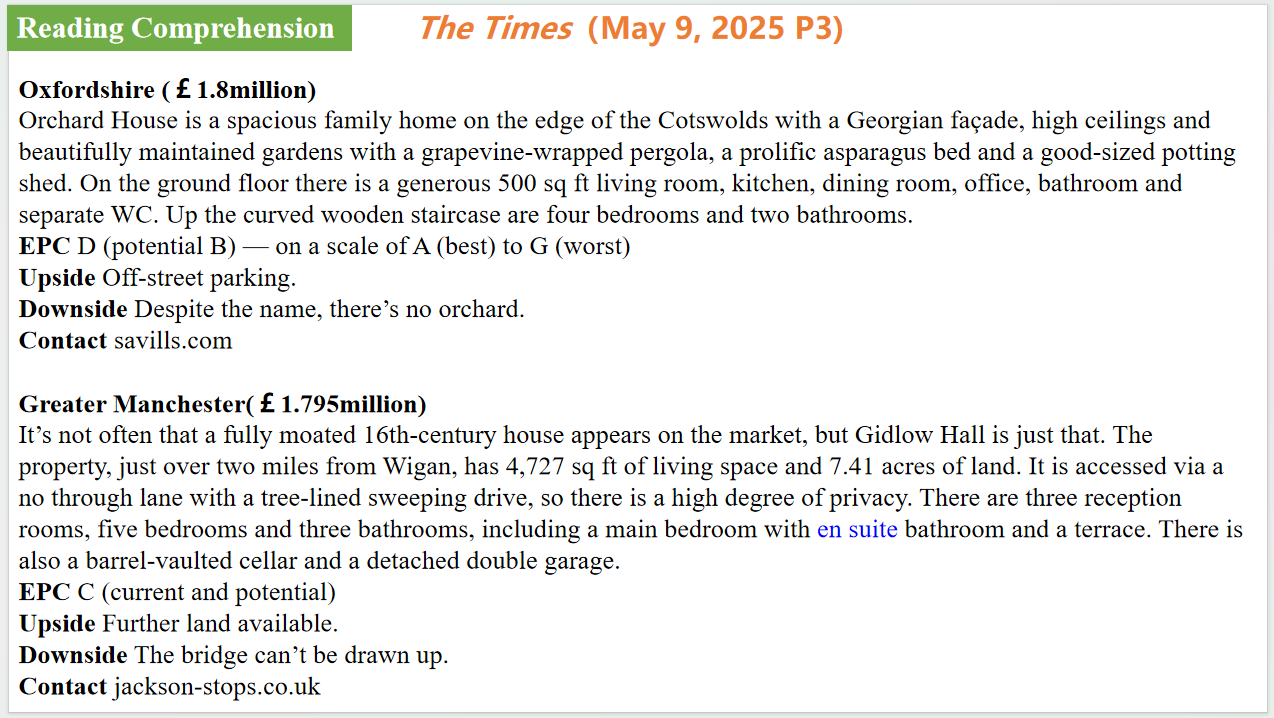 Reading Comprehension
The Times (May 9, 2025 P3)
Oxfordshire (￡1.8million)
Orchard House is a spacious family home on the edge of the Cotswolds with a Georgian façade, high ceilings and
beautifully maintained gardens with a grapevine-wrapped pergola, a prolific asparagus bed and a good-sized potting
shed. On the ground floor there is a generous 500 sq ft living room, kitchen, dining room, office, bathroom and
separate WC. Up the curved wooden staircase are four bedrooms and two bathrooms.
EPC D (potential B) — on a scale of A (best) to G (worst)
Upside Off-street parking.
Downside Despite the name, there’s no orchard.
Contact savills.com
Greater Manchester(￡1.795million)
It’s not often that a fully moated 16th-century house appears on the market, but Gidlow Hall is just that. The
property, just over two miles from Wigan, has 4,727 sq ft of living space and 7.41 acres of land. It is accessed via a
no through lane with a tree-lined sweeping drive, so there is a high degree of privacy. There are three reception
rooms, five bedrooms and three bathrooms, including a main bedroom with en suite bathroom and a terrace. There is
also a barrel-vaulted cellar and a detached double garage.
EPC C (current and potential)
Upside Further land available.
Downside The bridge can’t be drawn up.
Contact jackson-stops.co.uk